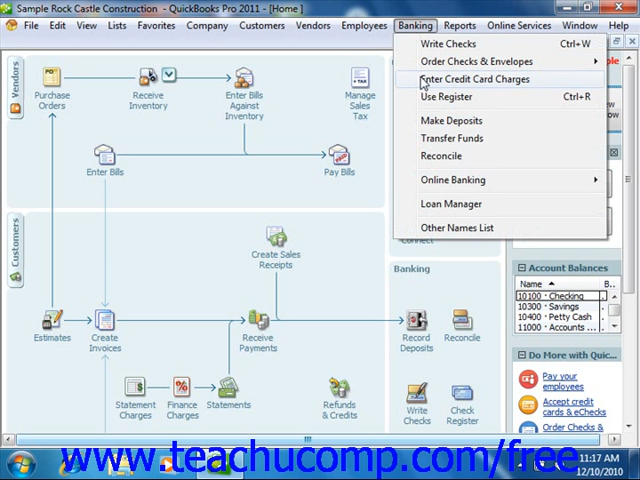 Sample Rock Castle Construction - QuickBooks Pro 2011 - [Home ]
File Edit View Lists Favorites Company Customers Vendors Employees Banking Reports Online Services Window Help
Write Checks Ctrl+W
Order Checks & Envelopes
Enter Credit Card Charges
Use Register Ctrl+R
Make Deposits
Transfer Funds
Reconcile
Online Banking
Loan Manager
Other Names List
Vendors
Purchase Orders
Receive Inventory
Enter Bills Against Inventory
Manage Sales Tax
Enter Bills
Pay Bills
Customers
Create Sales Receipts
Estimates
Create Invoices
Receive Payments
Statement Charges
Finance Charges
Statements
Refunds & Credits
Connect
Banking
Record Deposits
Reconcile
Write Checks
Check Register
ple
now
Account Balances
Name B..
10100 · Checking
10300 · Savings
10400 · Petty Cash
11000 · Accounts ...
Do More with Quic...
Pay your employees
Accept credit cards & eChecks
Order Checks &
www.teachucomp.com/free
11:17 AM
12/10/2010